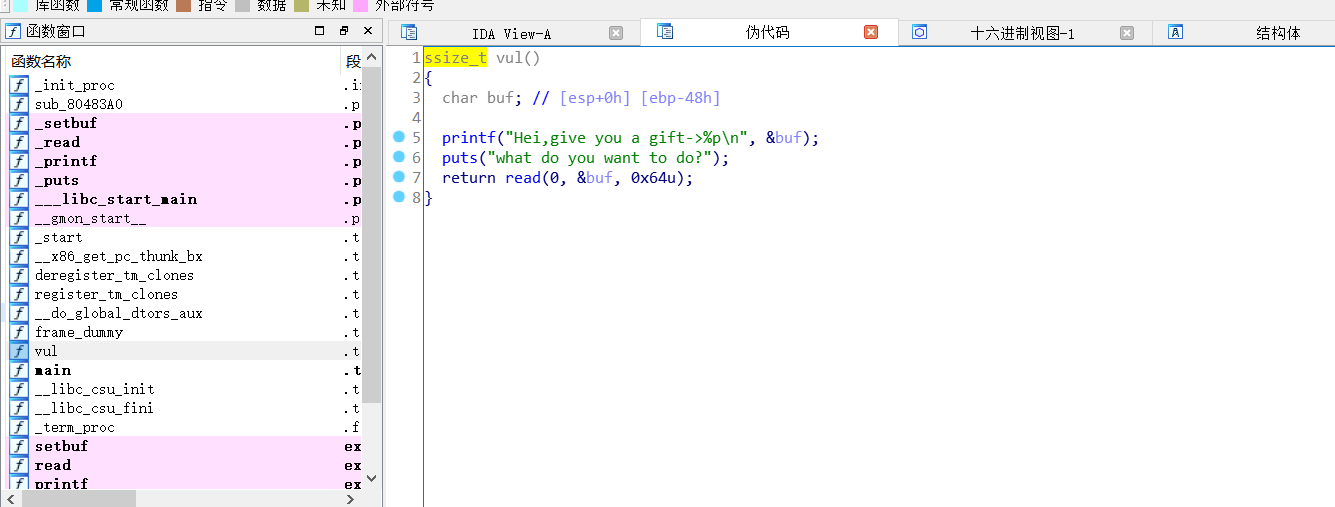 库函数 常规函数 指令 数据 未知 外部符号
函数窗口
IDA View-A 伪代码 十六进制视图-1 结构体
函数名称 段
_init_proc .i
sub_80483A0 .p
_setbuf .p
_read .p
_printf .p
_puts .p
___libc_start_main .p
__gmon_start__ .p
_start .t
__x86_get_pc_thunk_bx .t
deregister_tm_clones .t
register_tm_clones .t
__do_global_dtors_aux .t
frame_dummy .t
vul .t
main .t
__libc_csu_init .t
__libc_csu_fini .t
_term_proc .f
setbuf ex
read ex
printf ex
1 ssize_t vul()
2 {
3 char buf; // [esp+0h] [ebp-48h]
4
5 printf("Hei,give you a gift->%p\n", &buf);
6 puts("what do you want to do?");
7 return read(0, &buf, 0x64u);
8 }